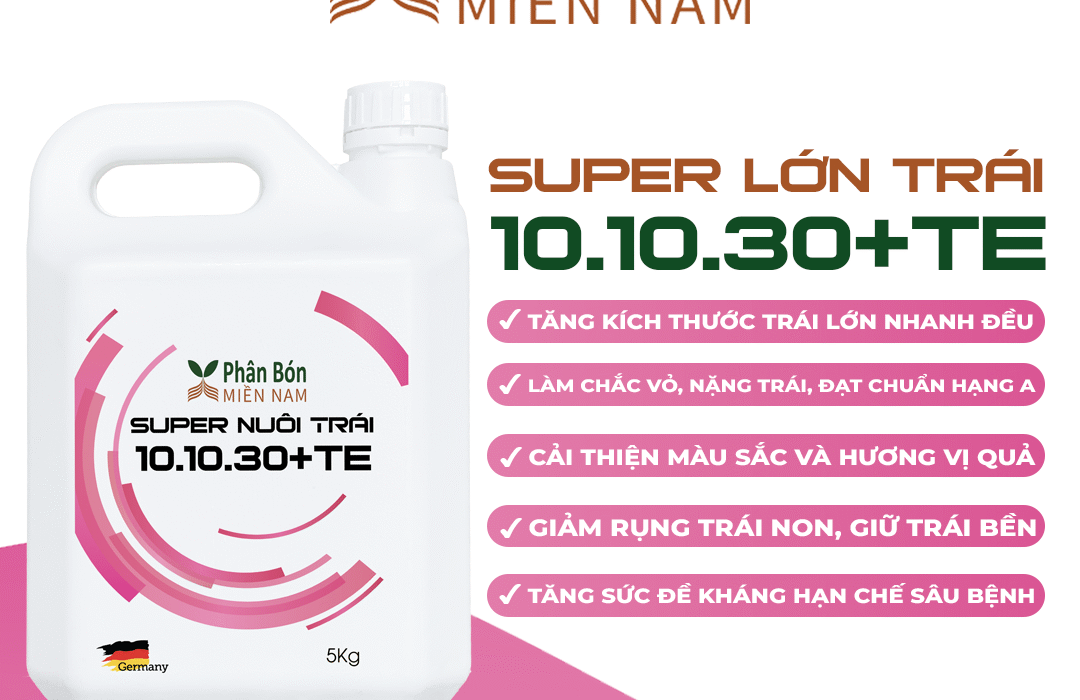 MIỀN NAM
SUPER LỚN TRÁI
10.10.30+TE
✓ TĂNG KÍCH THƯỚC TRÁI LỚN NHANH ĐỀU
✓ LÀM CHẮC VỎ, NẶNG TRÁI, ĐẠT CHUẨN HẠNG A
✓ CẢI THIỆN MÀU SẮC VÀ HƯƠNG VỊ QUẢ
✓ GIẢM RỤNG TRÁI NON, GIỮ TRÁI BỀN
✓ TĂNG SỨC ĐỀ KHÁNG HẠN CHẾ SÂU BỆNH
Phân Bón
MIỀN NAM
SUPER NUÔI TRÁI
10.10.30+TE
Germany
5Kg